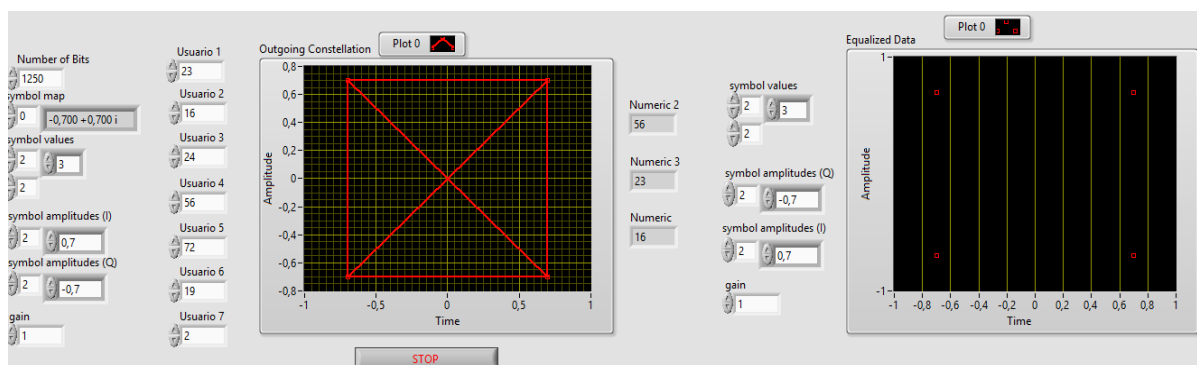 Number of Bits
1250
symbol map
0
-0,700 +0,700 i
symbol values
2
3
2
symbol amplitudes (I)
2
0,7
symbol amplitudes (Q)
2
-0,7
gain
1
Usuario 1
23
Usuario 2
16
Usuario 3
24
Usuario 4
56
Usuario 5
72
Usuario 6
19
Usuario 7
2
Outgoing Constellation
Plot 0
0,8
0,6
0,4
0,2
0
-0,2
-0,4
-0,6
-0,8
Amplitude
-1
-0,5
0
0,5
1
Time
STOP
Numeric 2
56
Numeric 3
23
Numeric
16
symbol values
2
3
2
symbol amplitudes (Q)
2
-0,7
symbol amplitudes (I)
2
0,7
gain
1
Plot 0
Equalized Data
1
-1
Amplitude
-1
-0,8
-0,6
-0,4
-0,2
0
0,2
0,4
0,6
0,8
1
Time